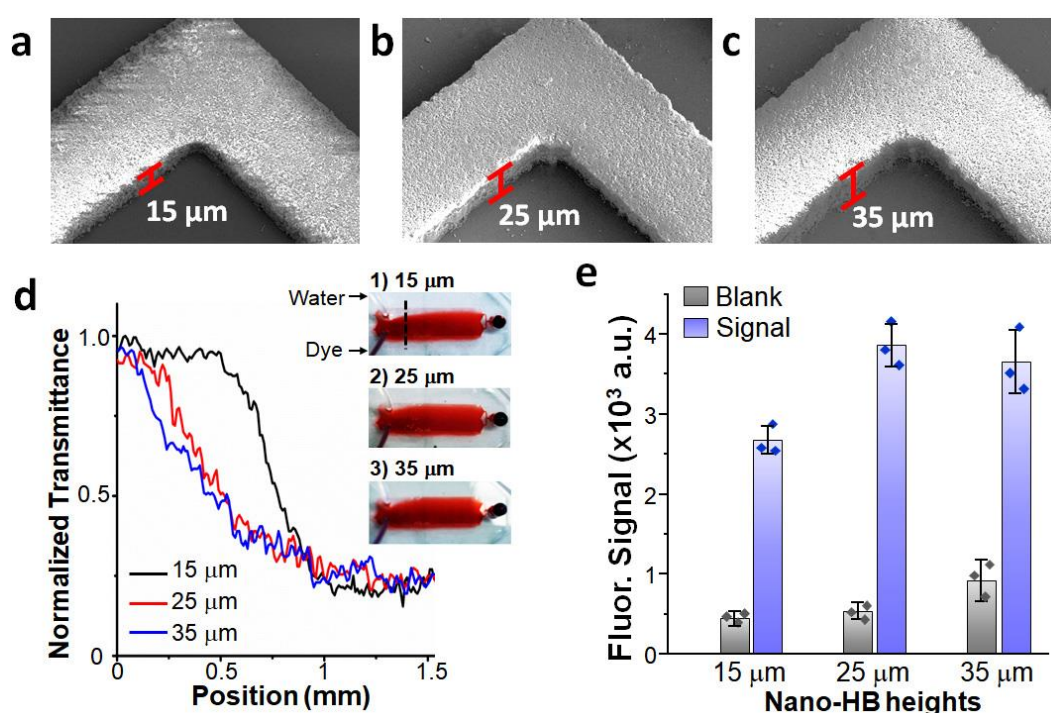 a
15 μm
b
25 μm
c
35 μm
d
Normalized Transmittance
1.0
0.5
0
0
0.5
1
1.5
Position (mm)
15 μm
25 μm
35 μm
Water
Dye
1) 15 μm
2) 25 μm
3) 35 μm
e
Fluor. Signal (x10³ a.u.)
Blank
Signal
4
3
2
1
0
15 μm
25 μm
35 μm
Nano-HB heights